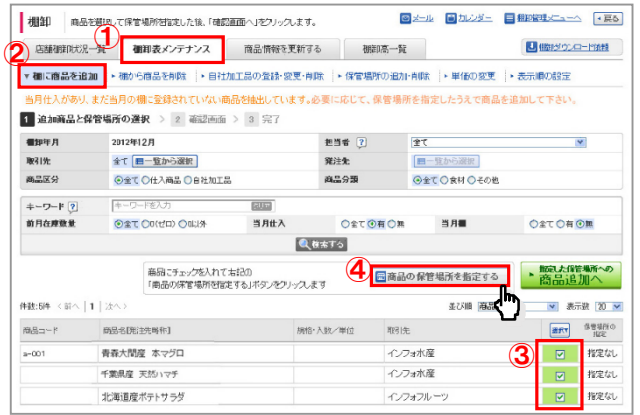 棚卸 商品を選択して保管場所を指定した後、「確認画面へ」をクリックします。 メール カレンダー 棚卸管理メニューへ 戻る
店舗棚卸状況一覧 ① 棚卸表メンテナンス 商品情報を更新する 棚卸高一覧 棚卸ダウンロード依頼
② ▼棚に商品を追加 ・棚から商品を削除 ・自社加工品の登録・変更・削除 ・保管場所の追加・削除 ・単価の変更 ・表示順の設定
当月仕入があり、まだ当月の棚に登録されていない商品を抽出しています。必要に応じて、保管場所を指定したうえで商品を追加して下さい。
1 追加商品と保管場所の選択 > 2 確認画面 > 3 完了
棚卸年月 2012年12月 担当者 ? 全て
取引先 全て 一覧から選択 発注先 一覧から選択
商品区分 全て 仕入商品 自社加工品 商品分類 全て 食材 その他
キーワード ? キーワードを入力
前月在庫数量 全て 0(ゼロ) 0以外 当月仕入 全て 有 無 当月棚 全て 有 無
検索する
商品にチェックを入れて右記の
「商品の保管場所を指定する」ボタンをクリックします
④ 商品の保管場所を指定する
指定した保管場所への
商品追加へ
件数:5件 <前へ | 1 | 次へ> 並び順 商品 表示数 20
商品コード 商品名[発注先略称] 規格・入数/単位 取引先 選択▼ 保管場所の指定
③
a-001 青森大間産 本マグロ インフォ水産 指定なし
千葉県産 天然ハマチ インフォ水産 指定なし
北海道産ポテトサラダ インフォフルーツ 指定なし